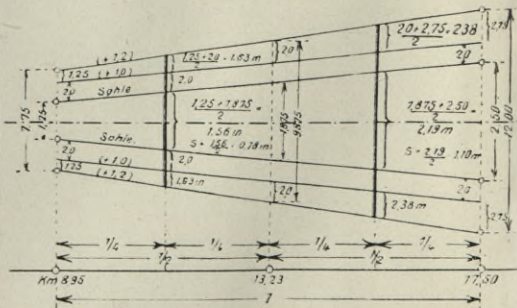 (+1,2)
1,25 (+1,0)
2,0
Sohle
7,75
1,25
Sohle.
2,0
(+1,0)
1,25
(+1,2)
1,25 + 2,0
2
= 1,63 m
2,0
1,25 + 1,875 =
2
1,56 m
S = 1,56
2
= 0,78 m
2,0
1,63 m
2,0
1,875
9,875
2,0
2,0 + 2,75 = 2,38
2
2,0
1,875 + 2,50 =
2
2,19 m
S = 2,19
2
= 1,10 m
2,0
2,38 m
2,75
2,50
12,00
2,75
1/4
1/4
1/4
1/4
1/2
1/2
Km 8,95
13,23
17,50
1